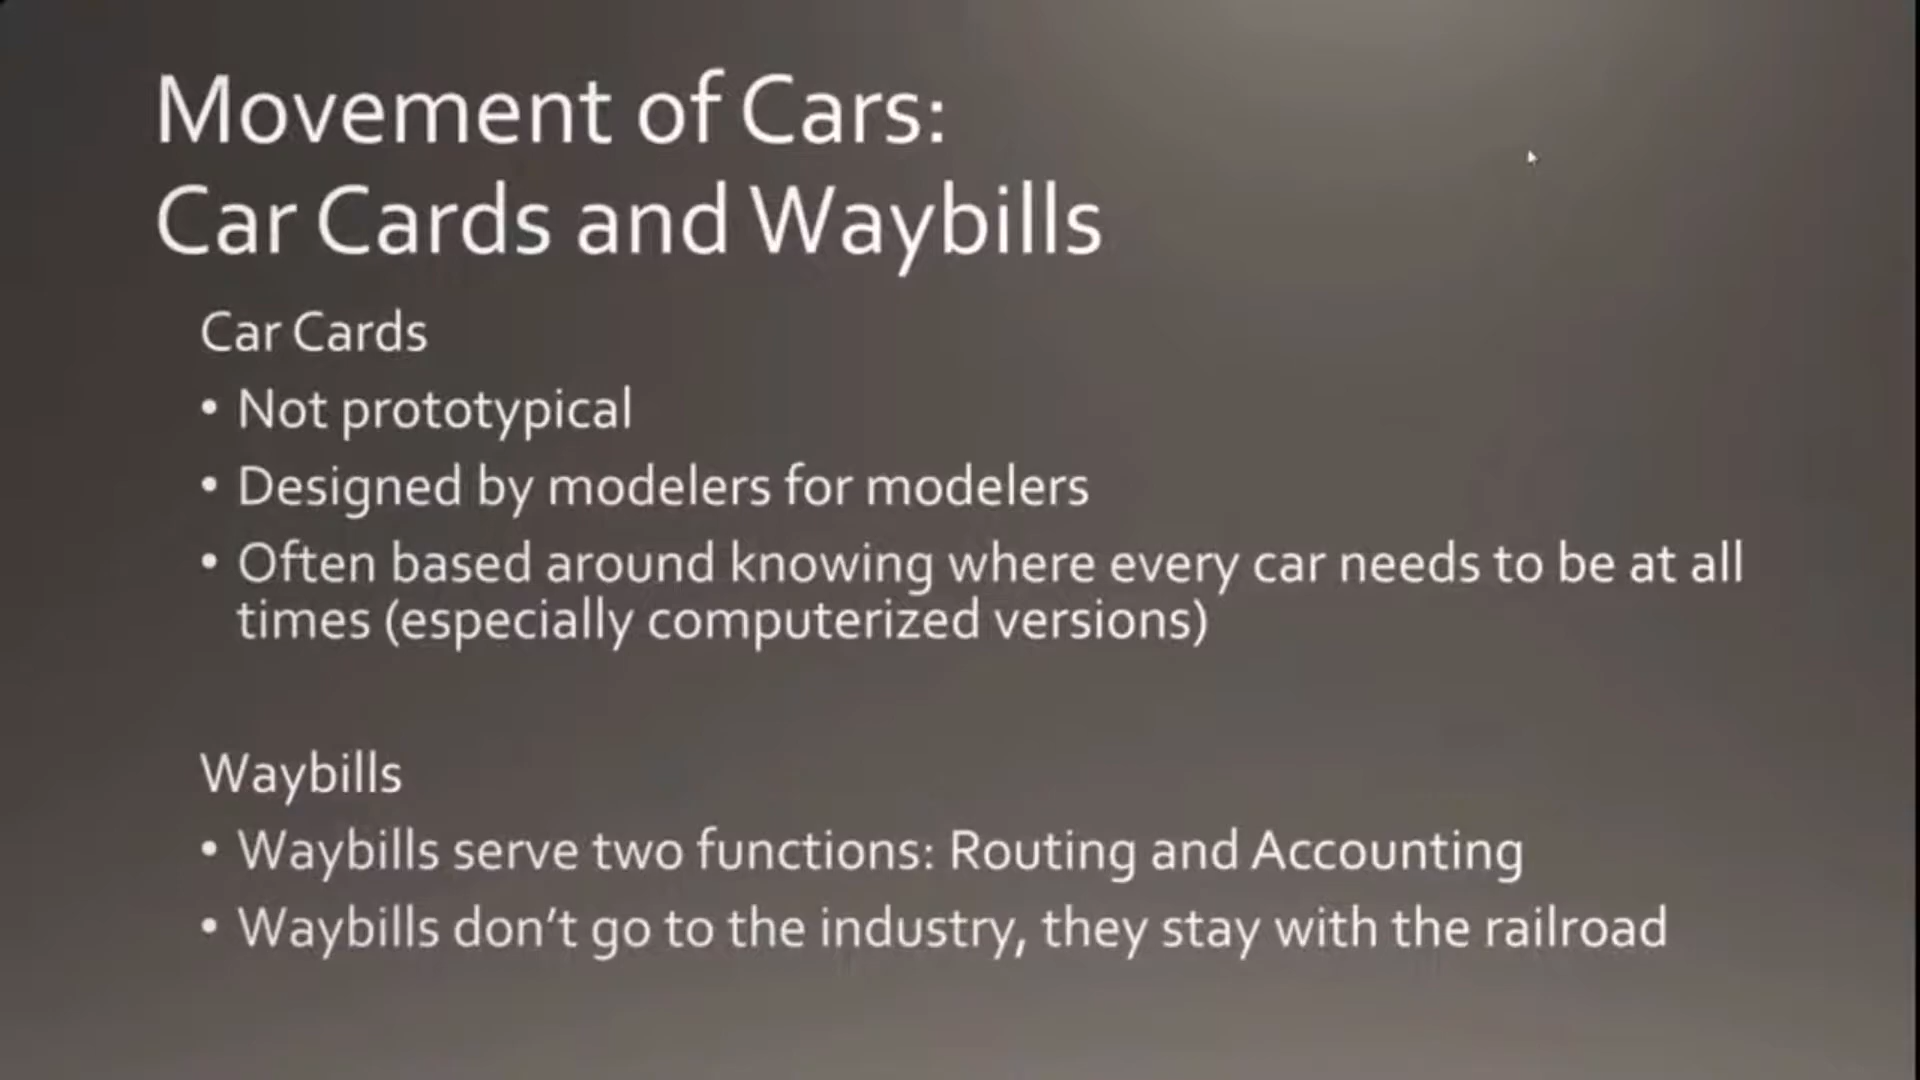 Movement of Cars:
Car Cards and Waybills
Car Cards
• Not prototypical
• Designed by modelers for modelers
• Often based around knowing where every car needs to be at all
times (especially computerized versions)
Waybills
• Waybills serve two functions: Routing and Accounting
• Waybills don’t go to the industry, they stay with the railroad